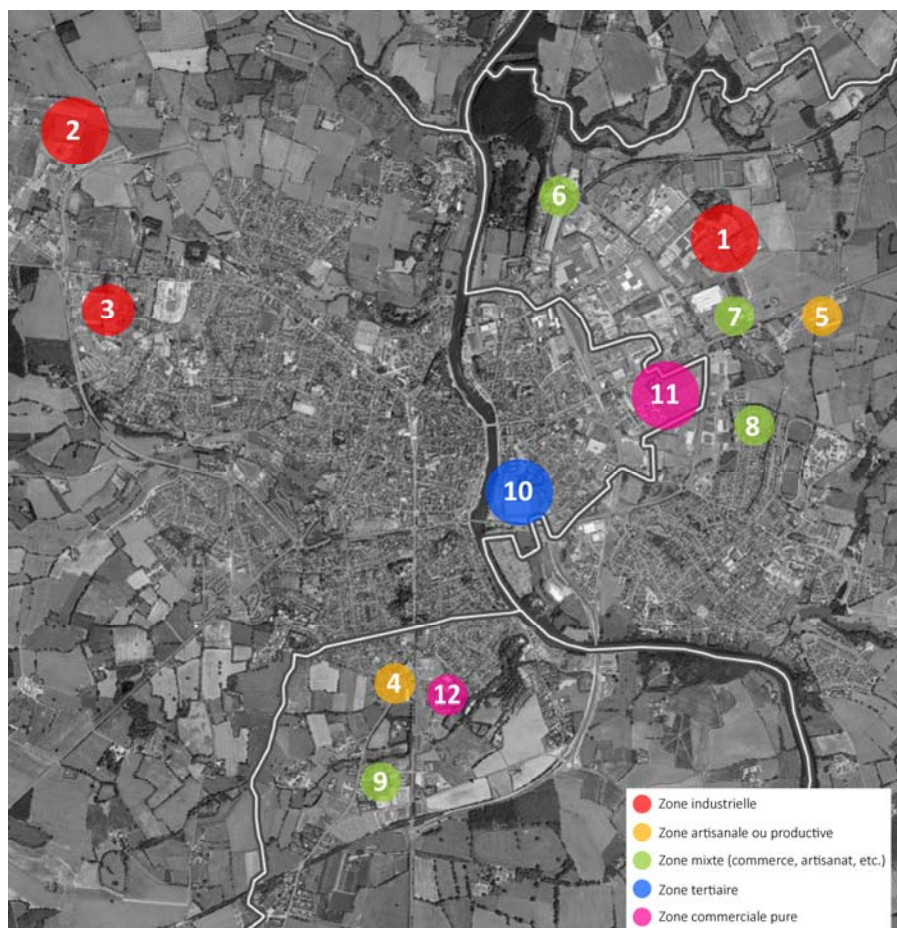 2
6
1
3
7
5
11
8
10
4
12
9
Zone industrielle
Zone artisanale ou productive
Zone mixte (commerce, artisanat, etc.)
Zone tertiaire
Zone commerciale pure